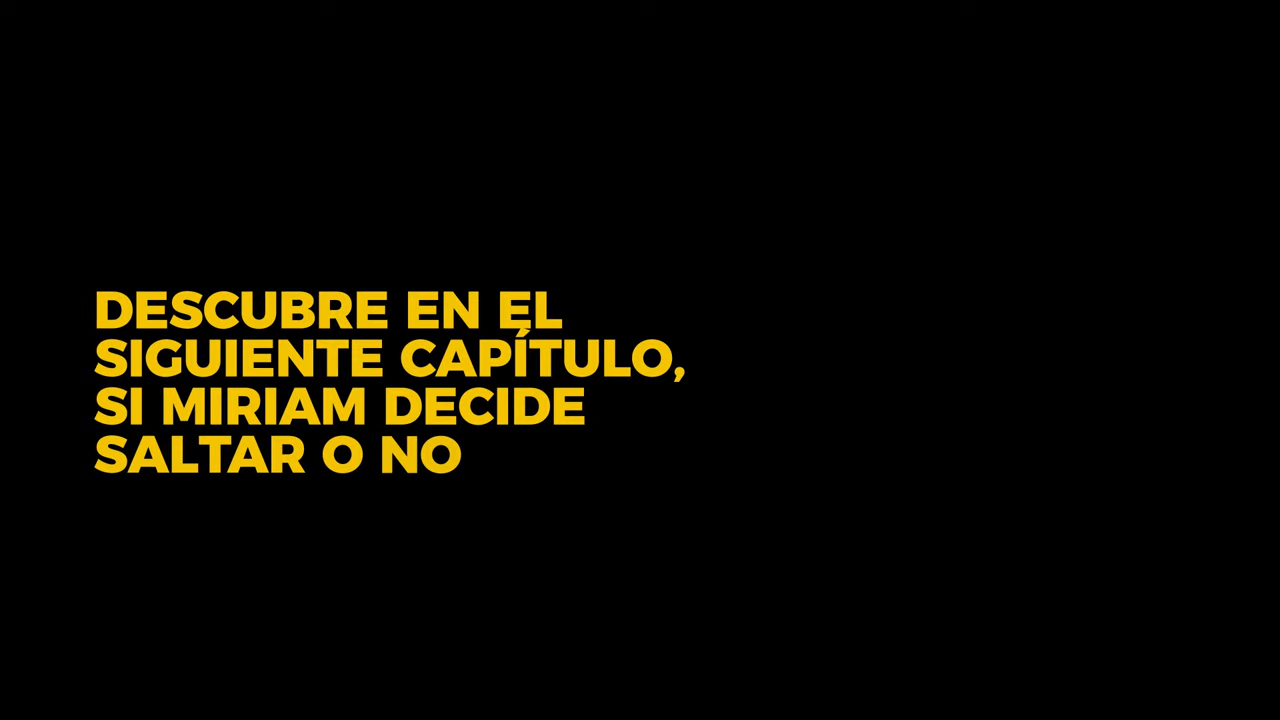 DESCUBRE EN EL
SIGUIENTE CAPÍTULO,
SI MIRIAM DECIDE
SALTAR O NO